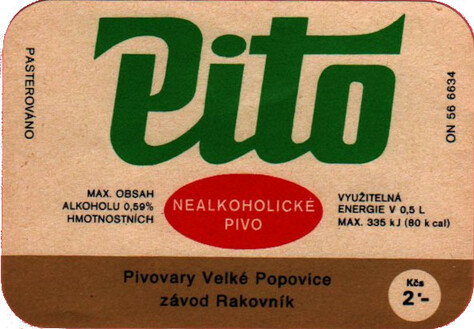 Pito
PASTEROVÁNO
ON 56 6634
MAX. OBSAH
ALKOHOLU 0,59%
HMOTNOSTNÍCH
NEALKOHOLICKÉ
PIVO
VYUŽITELNÁ
ENERGIE V 0,5 L
MAX. 335 kJ (80 kcal)
Pivovary Velké Popovice
závod Rakovník
Kčs
2·-